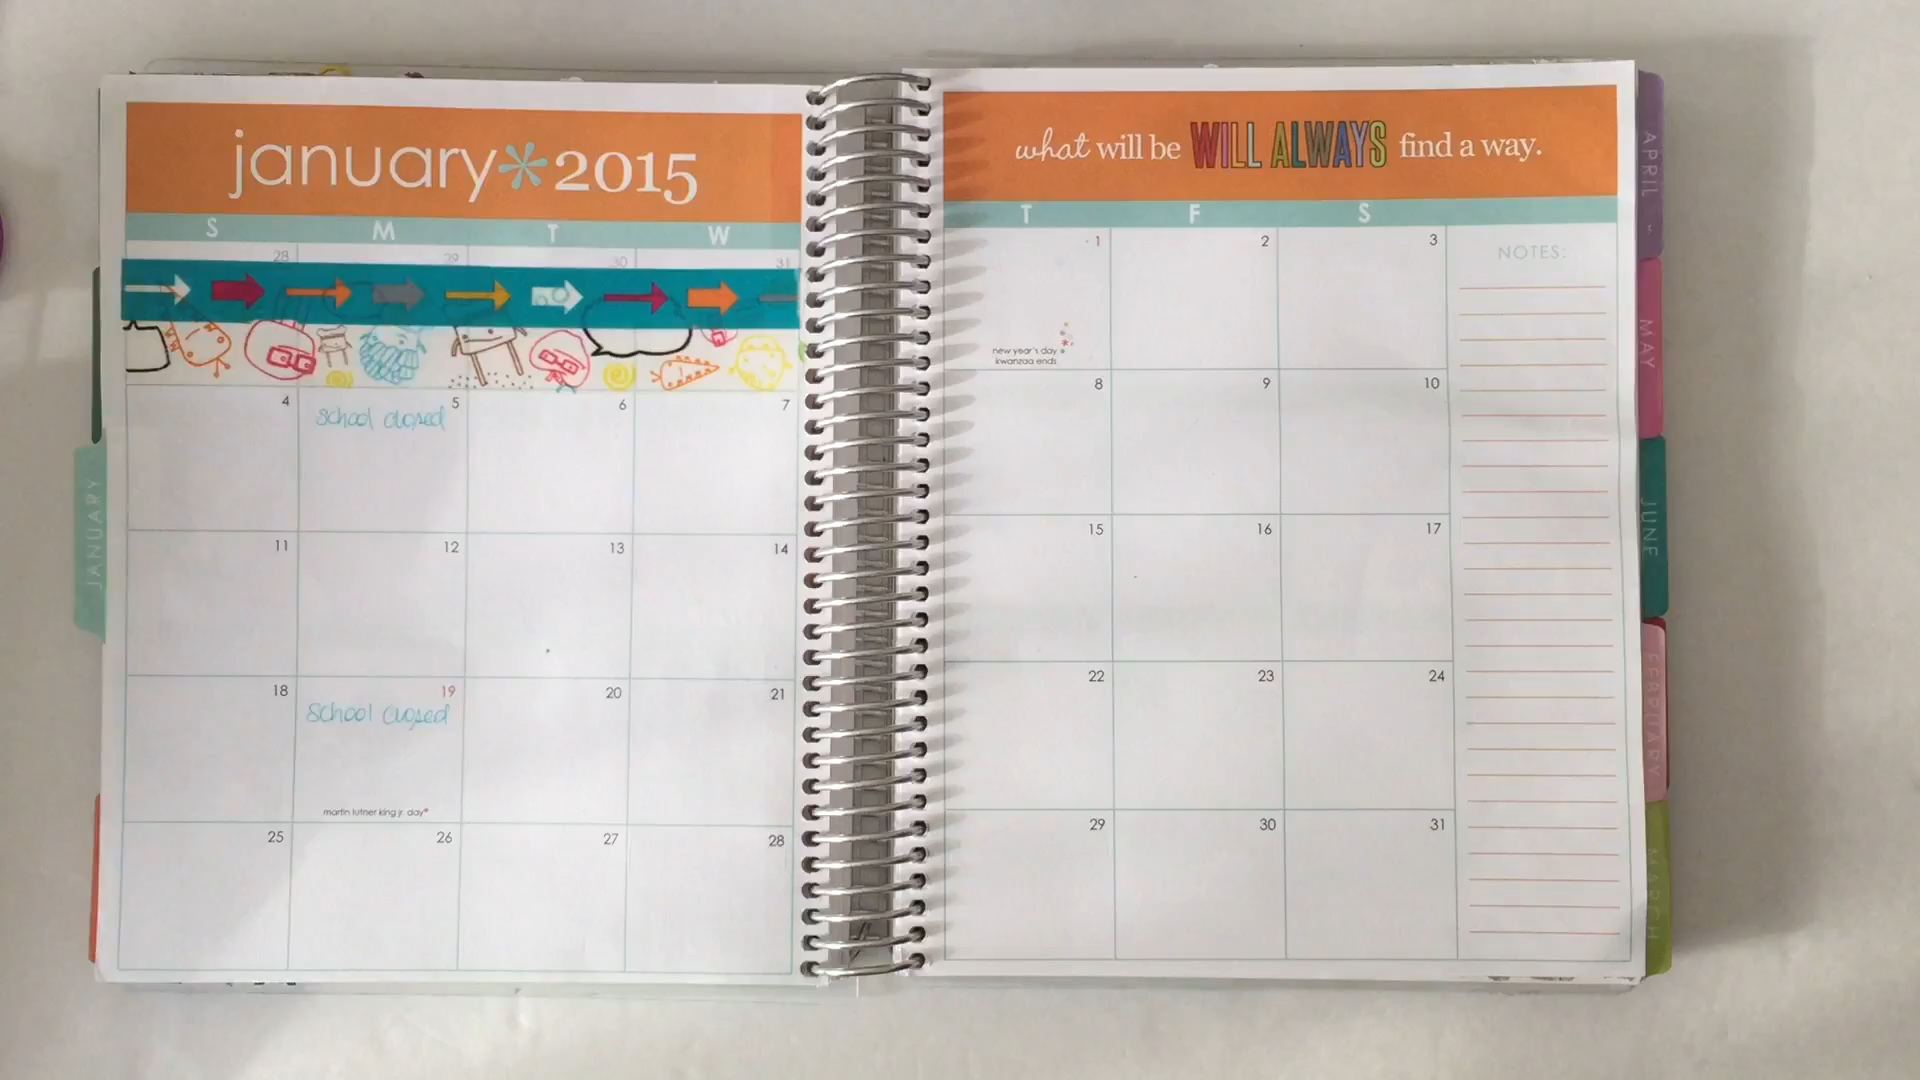 january*2015
S M T W
28 29 30 31
4 school closed 5 6 7
11 12 13 14
18 19 20 21
school closed
martin luther king jr. day*
25 26 27 28
JANUARY
what will be WILL ALWAYS find a way.
T F S
1 2 3 NOTES:
new year's day *
kwanzaa ends
8 9 10
15 16 17
22 23 24
29 30 31
APRIL
MAY
JUNE
FEBRUARY
MARCH